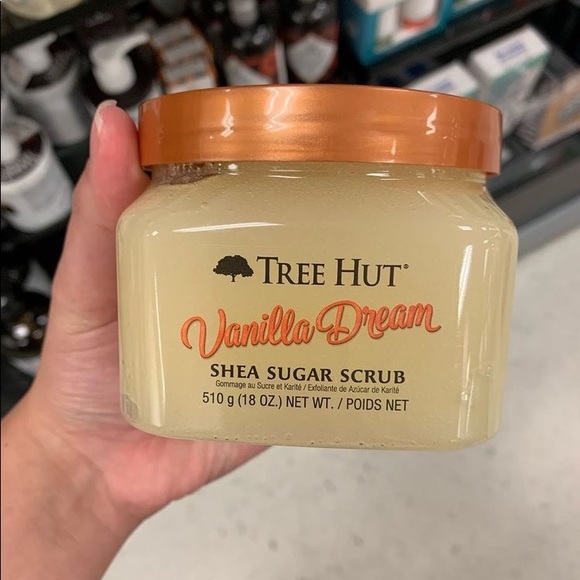 TREE HUT®
Vanilla Dream
SHEA SUGAR SCRUB
Gommage au Sucre et Karité / Exfoliante de Azúcar de Karité
510 g (18 OZ.) NET WT. / POIDS NET